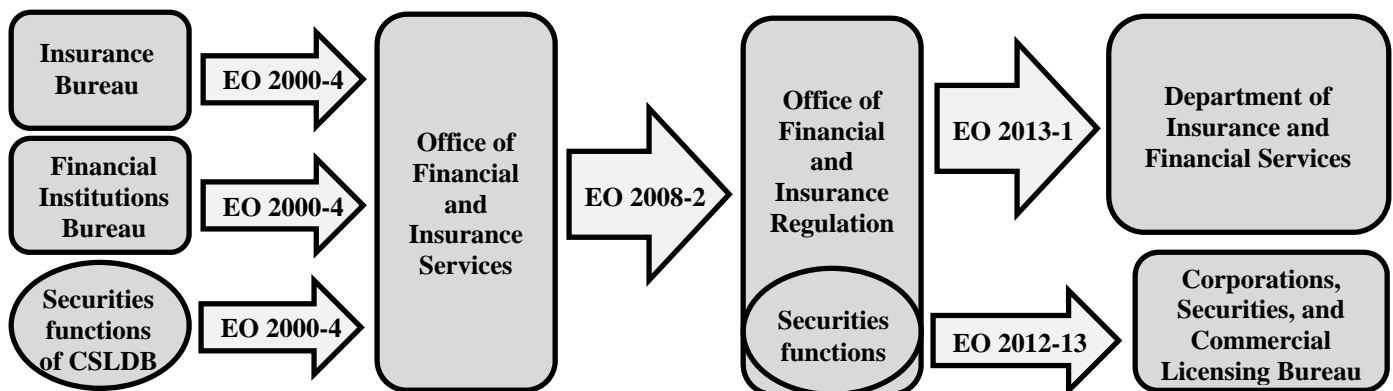 Insurance
Bureau
EO 2000-4
Financial
Institutions
Bureau
EO 2000-4
Securities
functions
of CSLDB
EO 2000-4
Office of
Financial
and
Insurance
Services
EO 2008-2
Office of
Financial
and
Insurance
Regulation
Securities
functions
EO 2013-1
Department of
Insurance and
Financial Services
EO 2012-13
Corporations,
Securities, and
Commercial
Licensing Bureau